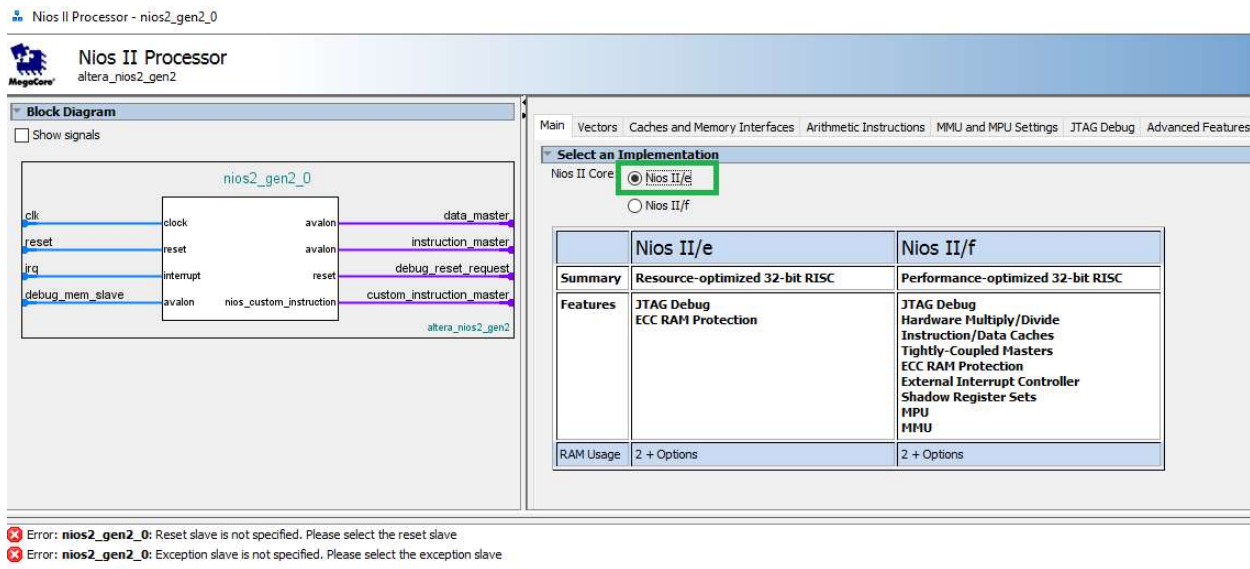 Nios II Processor - nios2_gen2_0
MegaCore'
Nios II Processor
altera_nios2_gen2
Block Diagram
Show signals
nios2_gen2_0
clk
clock
avalon
data_master
reset
reset
avalon
instruction_master
irq
interrupt
reset
debug_reset_request
debug_mem_slave
avalon
nios_custom_instruction
custom_instruction_master
altera_nios2_gen2
Main Vectors Caches and Memory Interfaces Arithmetic Instructions MMU and MPU Settings JTAG Debug Advanced Features
Select an Implementation
Nios II Core
Nios II/e
Nios II/f
Nios II/e Nios II/f
Summary Resource-optimized 32-bit RISC Performance-optimized 32-bit RISC
Features
JTAG Debug
ECC RAM Protection
JTAG Debug
Hardware Multiply/Divide
Instruction/Data Caches
Tightly-Coupled Masters
ECC RAM Protection
External Interrupt Controller
Shadow Register Sets
MPU
MMU
RAM Usage 2 + Options 2 + Options
Error: nios2_gen2_0: Reset slave is not specified. Please select the reset slave
Error: nios2_gen2_0: Exception slave is not specified. Please select the exception slave